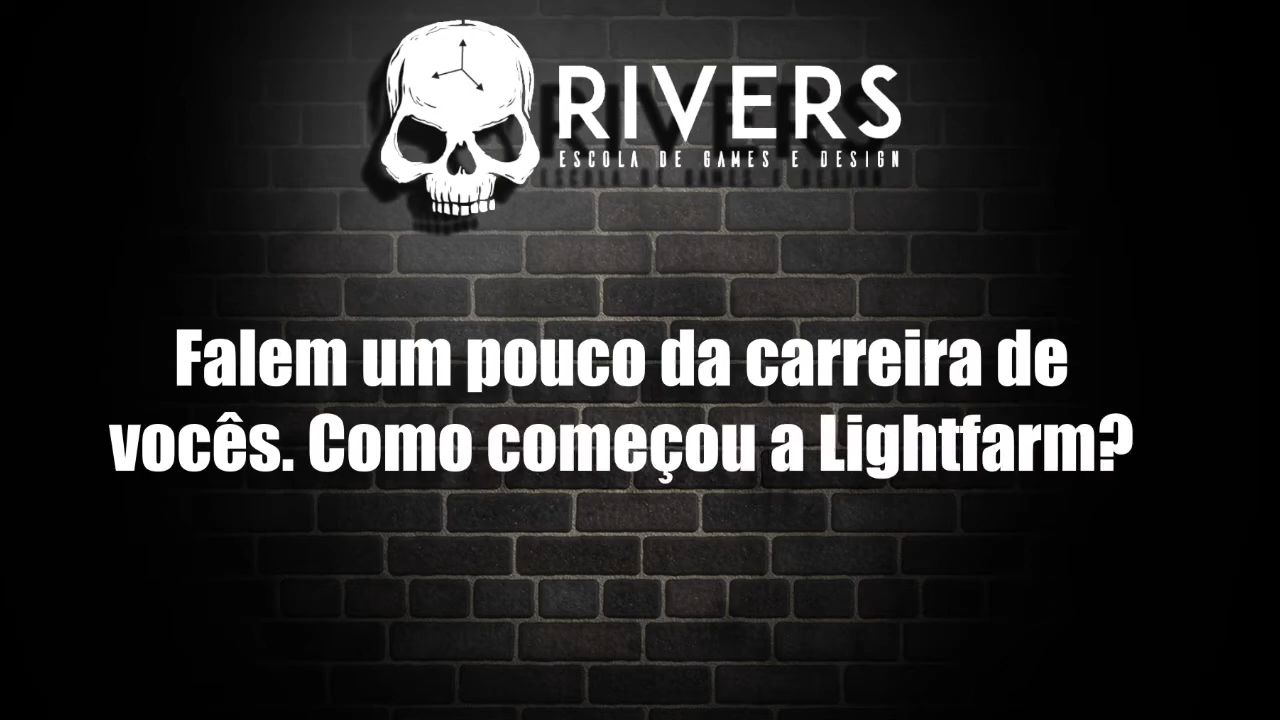 RIVERS
ESCOLA DE GAMES E DESIGN
Falem um pouco da carreira de
vocês. Como começou a Lightfarm?